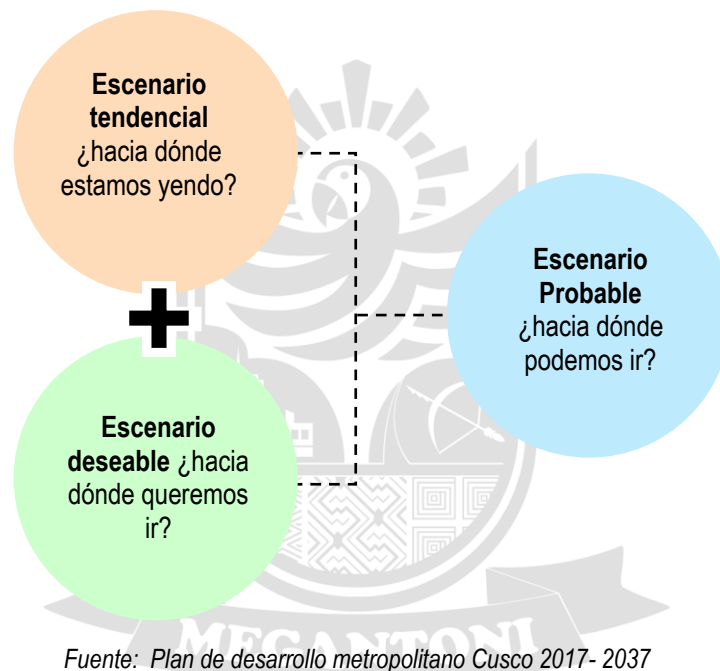 Escenario
tendencial
¿hacia dónde
estamos yendo?
Escenario
deseable ¿hacia
dónde queremos
ir?
Escenario
Probable
¿hacia dónde
podemos ir?
MEGANTONI
Fuente: Plan de desarrollo metropolitano Cusco 2017- 2037